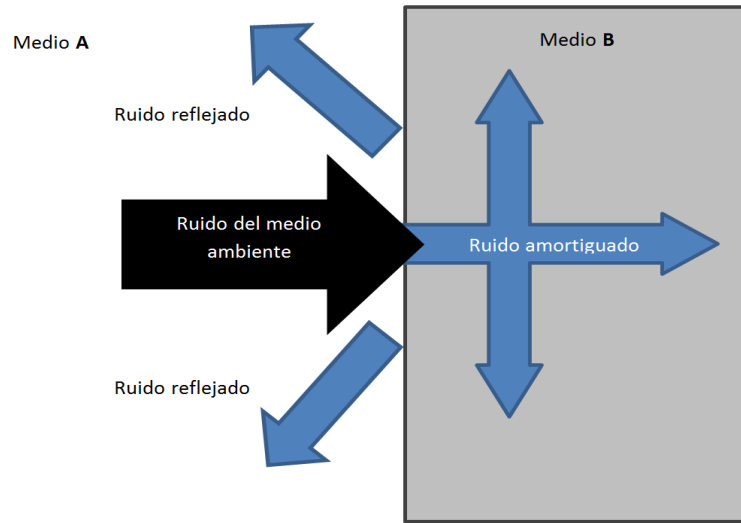 Medio A
Medio B
Ruido reflejado
Ruido del medio
ambiente
Ruido amortiguado
Ruido reflejado